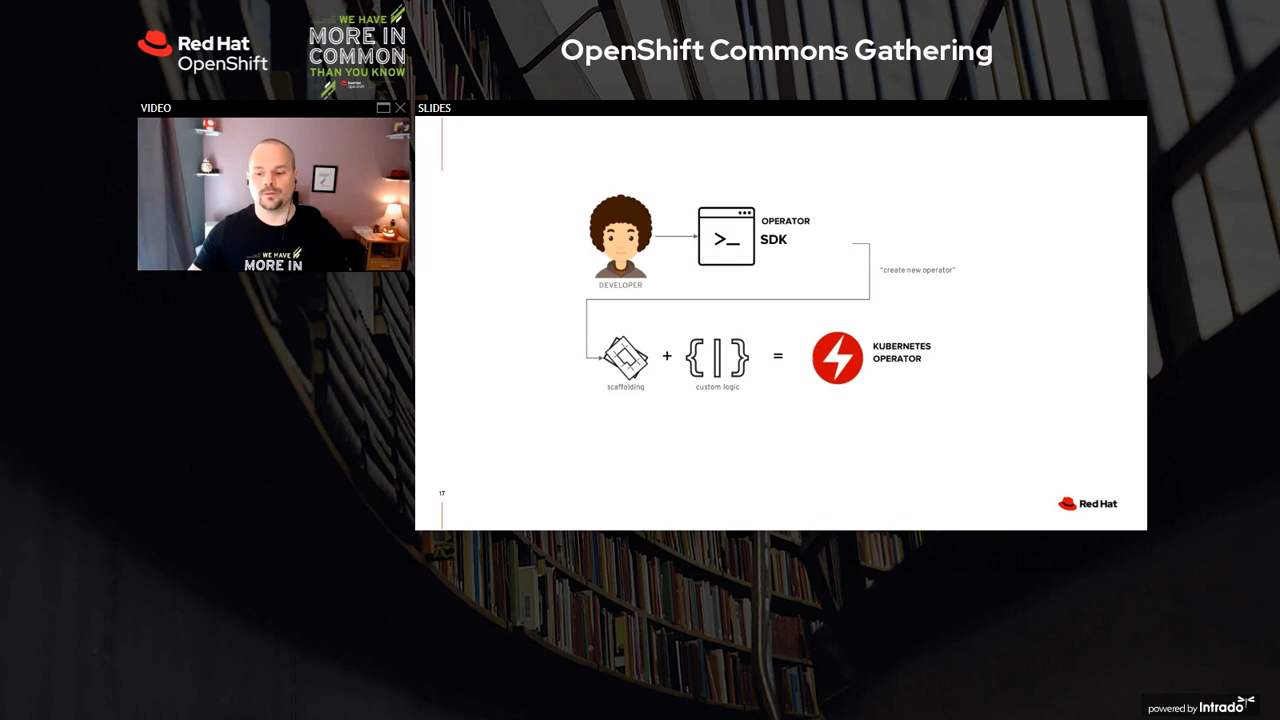 Red Hat
OpenShift
WE HAVE
MORE IN
COMMON
THAN YOU KNOW
OpenShift Commons Gathering
VIDEO
SLIDES
WE HAVE
MORE IN
OPERATOR
SDK
"create new operator"
DEVELOPER
scaffolding
+
{|}
custom logic
=
KUBERNETES
OPERATOR
17
Red Hat
powered by Intrado